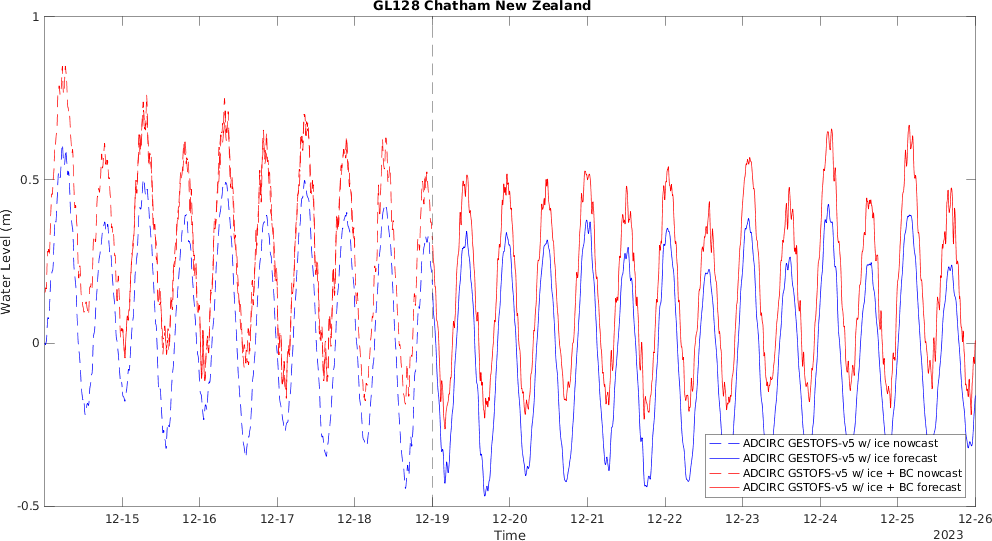 GL128 Chatham New Zealand
1
0.5
0
-0.5
Water Level (m)
12-15
12-16
12-17
12-18
12-19
12-20
12-21
12-22
12-23
12-24
12-25
12-26
Time
2023
ADCIRC GESTOFS-v5 w/ ice nowcast
ADCIRC GESTOFS-v5 w/ ice forecast
ADCIRC GSTOFS-v5 w/ ice + BC nowcast
ADCIRC GSTOFS-v5 w/ ice + BC forecast